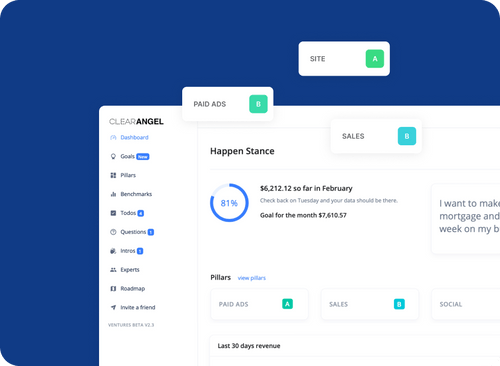 SITE
A
PAID ADS
B
SALES
B
CLEARANGEL
Dashboard
Goals New
Pillars
Benchmarks
Todos
Questions
Intros
Experts
Roadmap
Invite a friend
VENTURES BETA V2.3
Happen Stance
81%
$6,212.12 so far in February
Check back on Tuesday and your data should be there.
Goal for the month $7,610.57
I want to make
mortgage and
week on my b
Pillars view pillars
PAID ADS A
SALES B
SOCIAL
Last 30 days revenue